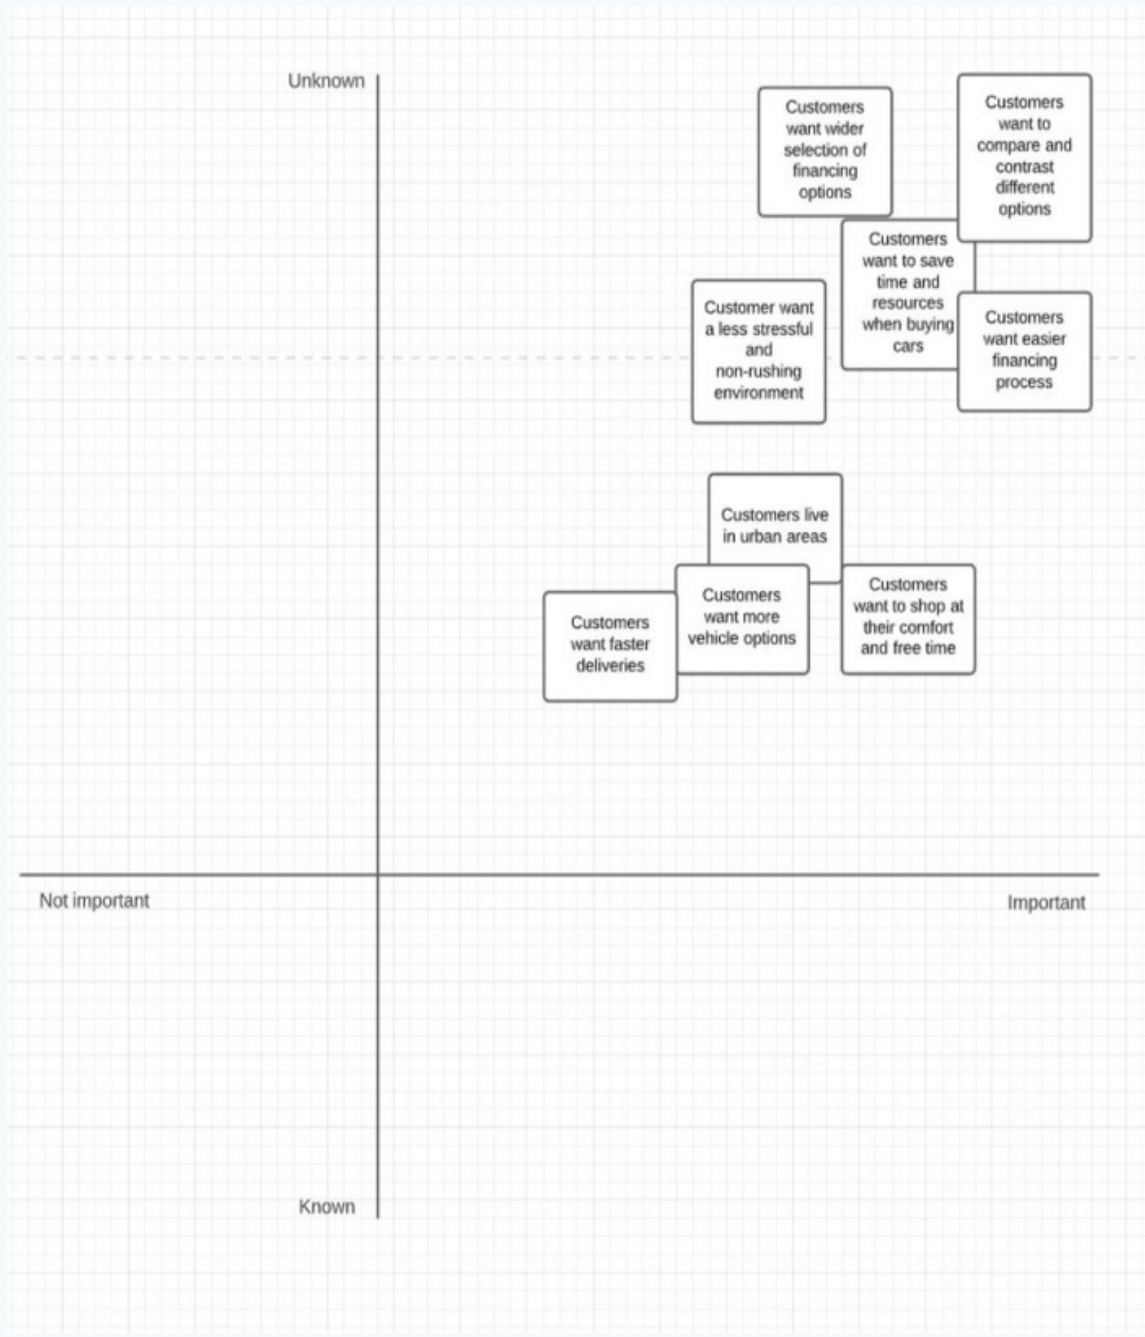 Unknown
Customers
want wider
selection of
financing
options
Customers
want to
compare and
contrast
different
options
Customers
want to save
time and
resources
when buying
cars
Customer want
a less stressful
and
non-rushing
environment
Customers
want easier
financing
process
Customers live
in urban areas
Customers
want faster
deliveries
Customers
want more
vehicle options
Customers
want to shop at
their comfort
and free time
Not important
Important
Known